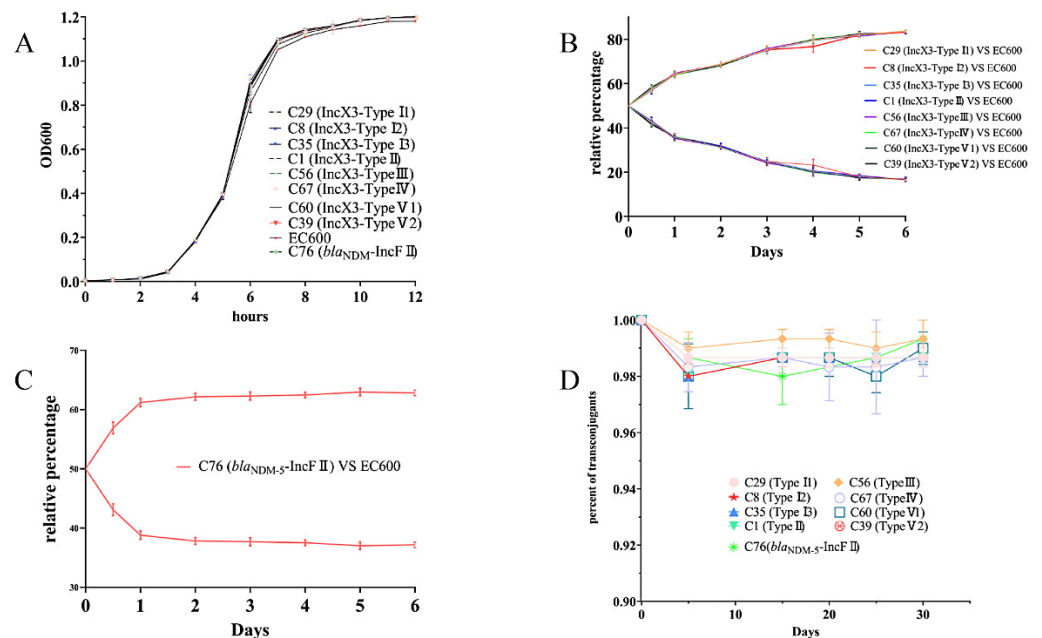 A
OD600
1.2
1.0
0.8
0.6
0.4
0.2
0.0
0 2 4 6 8 10 12
hours
C29 (IncX3-Type Ⅰ1)
C8 (IncX3-Type Ⅰ2)
C35 (IncX3-Type Ⅰ3)
C1 (IncX3-Type Ⅱ)
C56 (IncX3-Type Ⅲ)
C67 (IncX3-Type Ⅳ)
C60 (IncX3-Type Ⅴ1)
C39 (IncX3-Type Ⅴ2)
EC600
C76 (blaNDM-IncF Ⅱ)
B
relative percentage
80
60
40
20
0
0 1 2 3 4 5 6
Days
C29 (IncX3-Type Ⅰ1) VS EC600
C8 (IncX3-Type Ⅰ2) VS EC600
C35 (IncX3-Type Ⅰ3) VS EC600
C1 (IncX3-Type Ⅱ) VS EC600
C56 (IncX3-Type Ⅲ) VS EC600
C67 (IncX3-Type Ⅳ) VS EC600
C60 (IncX3-Type Ⅴ1) VS EC600
C39 (IncX3-Type Ⅴ2) VS EC600
C
relative percentage
70
60
50
40
30
0 1 2 3 4 5 6
Days
C76 (blaNDM-5-IncF Ⅱ) VS EC600
D
percent of transconjugants
1.00
0.98
0.96
0.94
0.92
0.90
0 10 20 30
Days
C29 (Type Ⅰ1)
C8 (Type Ⅰ2)
C35 (Type Ⅰ3)
C1 (Type Ⅱ)
C76(blaNDM-5-IncF Ⅱ)
C56 (Type Ⅲ)
C67 (Type Ⅳ)
C60 (Type Ⅴ1)
C39 (Type Ⅴ2)